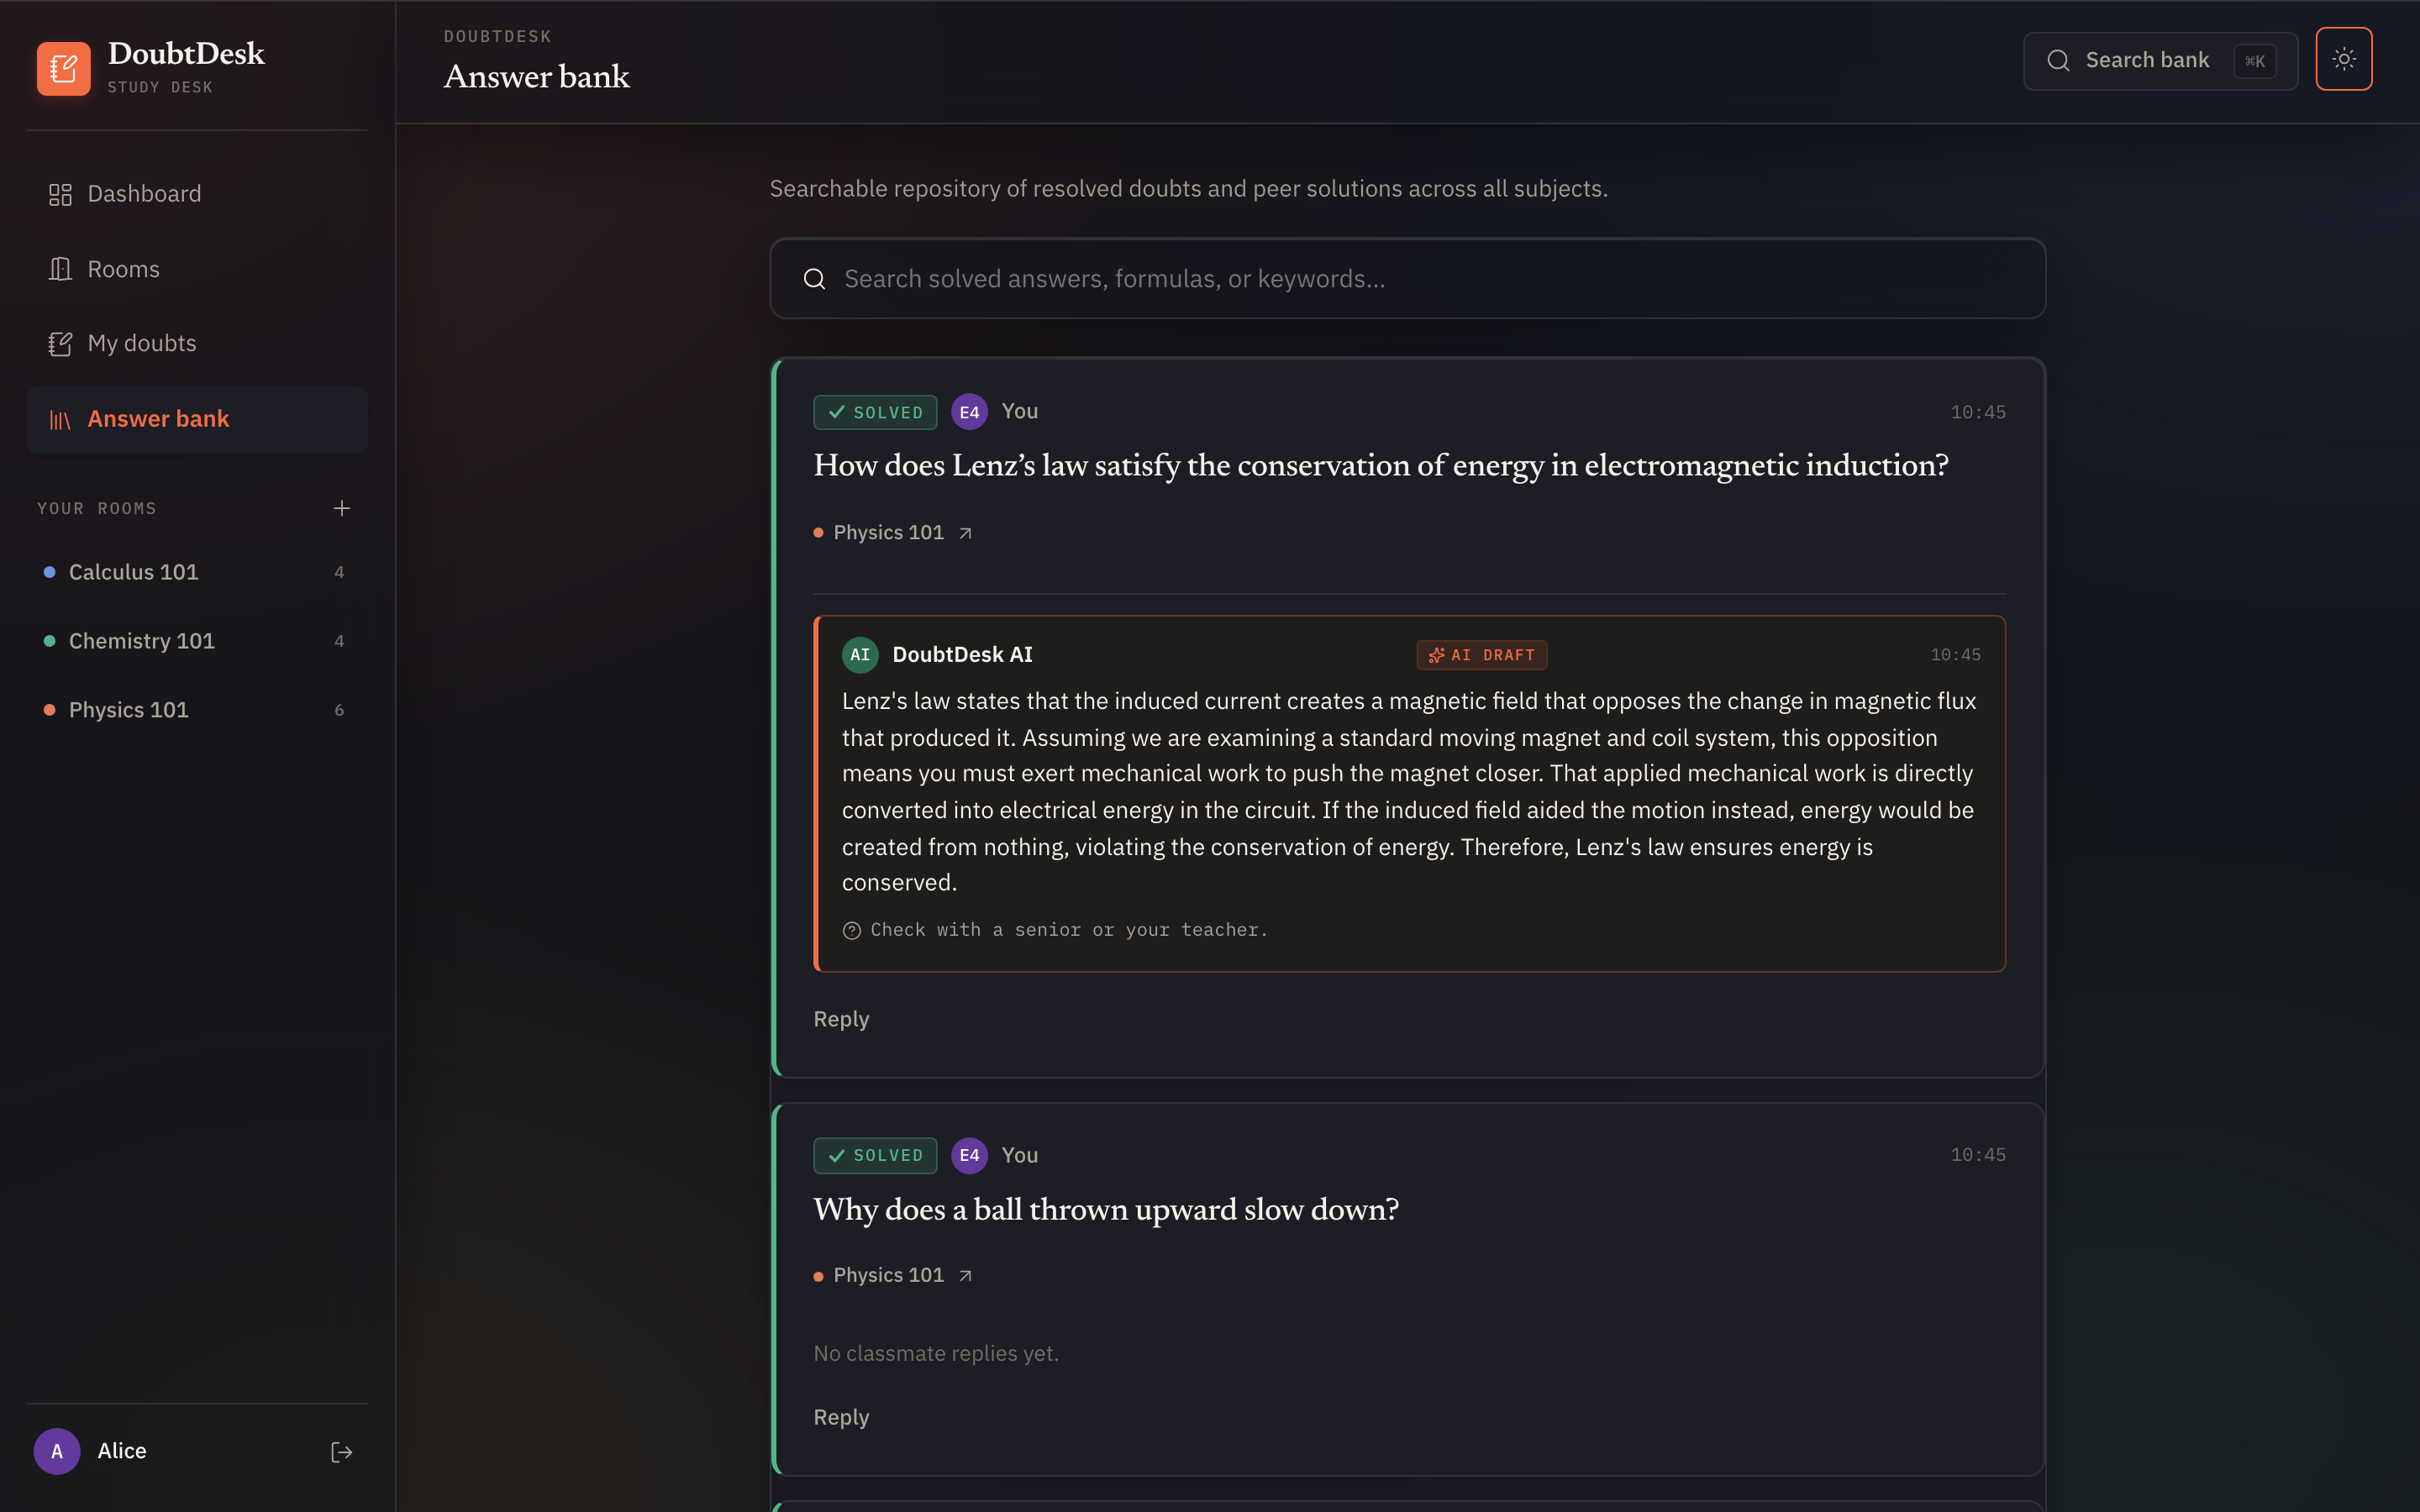 DoubtDesk
STUDY DESK
Dashboard
Rooms
My doubts
Answer bank
YOUR ROOMS
Calculus 101 4
Chemistry 101 4
Physics 101 6
A Alice
DOUBTDESK
Answer bank
Search bank ⌘K
Searchable repository of resolved doubts and peer solutions across all subjects.
Search solved answers, formulas, or keywords...
SOLVED E4 You 10:45
How does Lenz’s law satisfy the conservation of energy in electromagnetic induction?
Physics 101
AI DoubtDesk AI AI DRAFT 10:45
Lenz's law states that the induced current creates a magnetic field that opposes the change in magnetic flux
that produced it. Assuming we are examining a standard moving magnet and coil system, this opposition
means you must exert mechanical work to push the magnet closer. That applied mechanical work is directly
converted into electrical energy in the circuit. If the induced field aided the motion instead, energy would be
created from nothing, violating the conservation of energy. Therefore, Lenz's law ensures energy is
conserved.
Check with a senior or your teacher.
Reply
SOLVED E4 You 10:45
Why does a ball thrown upward slow down?
Physics 101
No classmate replies yet.
Reply